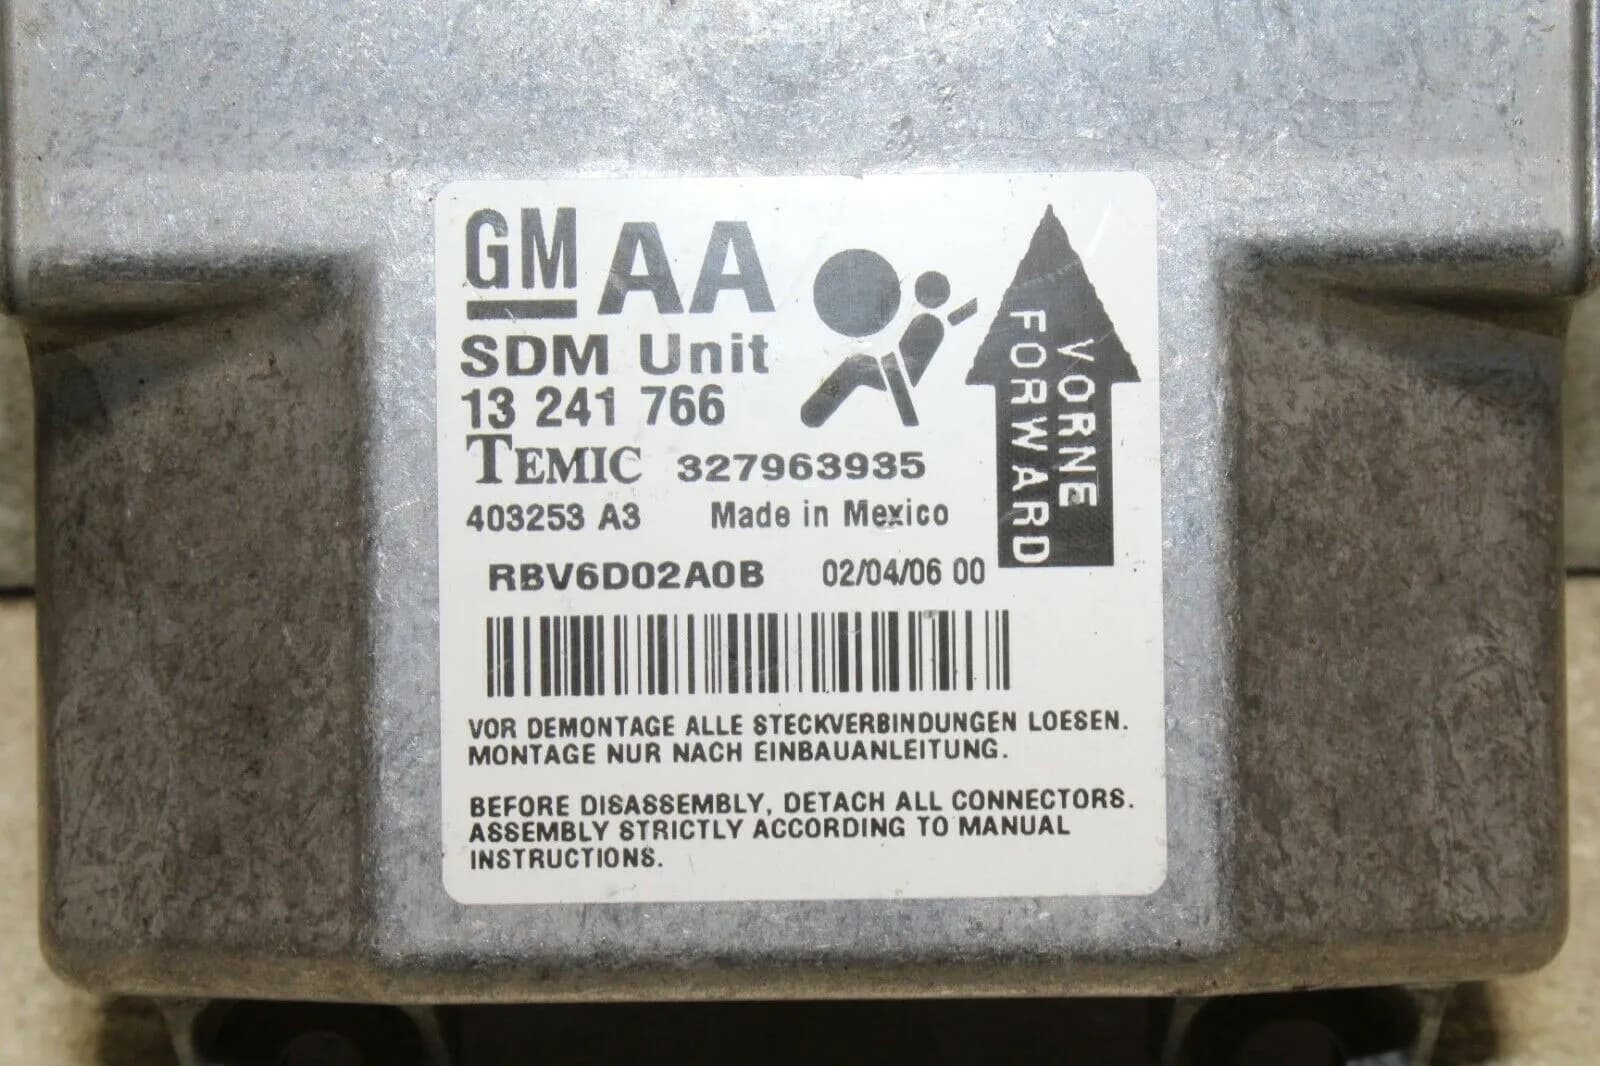 GM AA
SDM Unit
13 241 766
TEMIC 327963935
403253 A3 Made in Mexico
RBV6D02A0B 02/04/06 00
VORNE
FORWARD
VOR DEMONTAGE ALLE STECKVERBINDUNGEN LOESEN.
MONTAGE NUR NACH EINBAUANLEITUNG.
BEFORE DISASSEMBLY, DETACH ALL CONNECTORS.
ASSEMBLY STRICTLY ACCORDING TO MANUAL
INSTRUCTIONS.